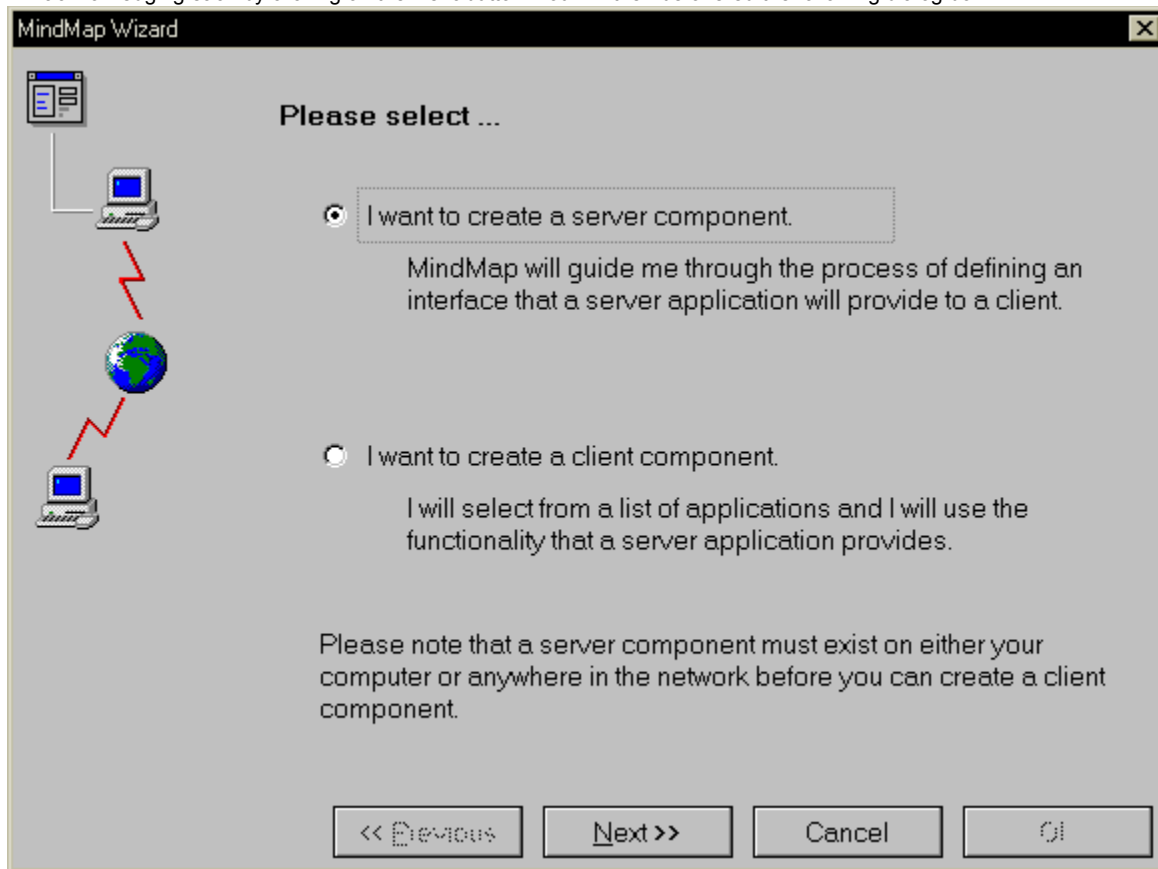 MindMap Wizard
Please select ...
I want to create a server component.
MindMap will guide me through the process of defining an
interface that a server application will provide to a client.
I want to create a client component.
I will select from a list of applications and I will use the
functionality that a server application provides.
Please note that a server component must exist on either your
computer or anywhere in the network before you can create a client
component.
<< Previous Next >> Cancel